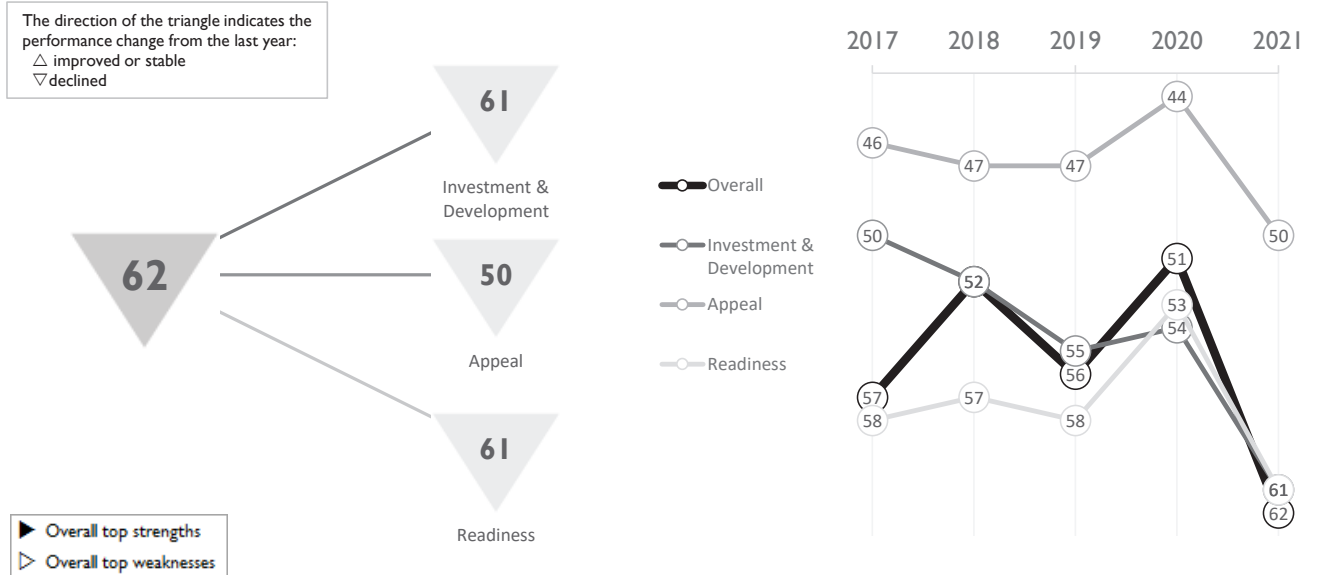 The direction of the triangle indicates the
performance change from the last year:
△ improved or stable
▽ declined
61
Investment &
Development
62
50
Appeal
61
Readiness
▶ Overall top strengths
▷ Overall top weaknesses
2017 2018 2019 2020 2021
Overall
Investment &
Development
Appeal
Readiness
44
46
47 47
50 50
51
52
53
54
55
56
57 57
58 58
61
62